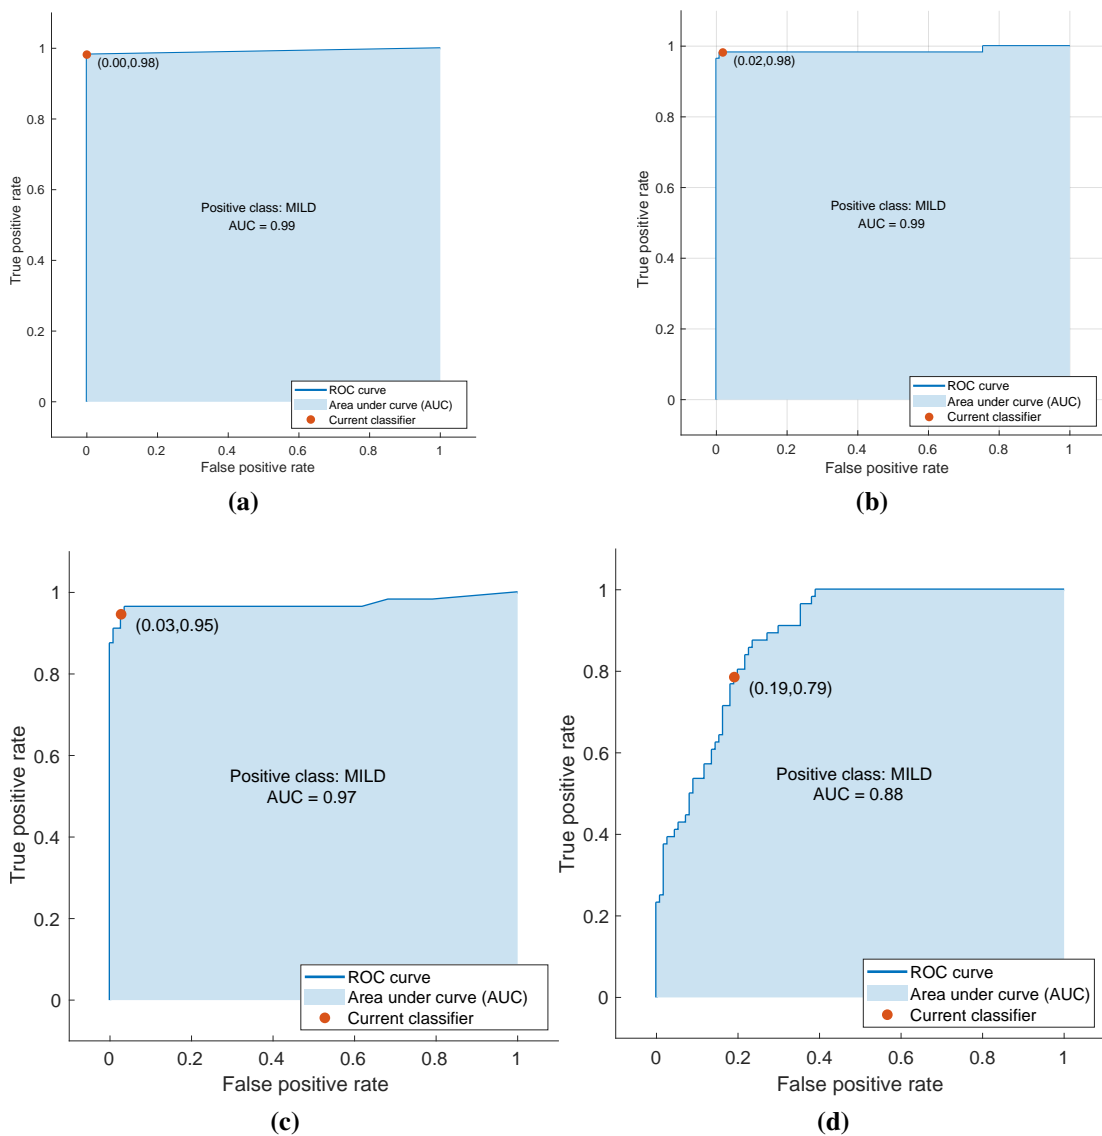 1
0.8
0.6
0.4
0.2
0
True positive rate
(0.00,0.98)
Positive class: MILD
AUC = 0.99
ROC curve
Area under curve (AUC)
Current classifier
0 0.2 0.4 0.6 0.8 1
False positive rate
(a)
1
0.8
0.6
0.4
0.2
0
True positive rate
(0.02,0.98)
Positive class: MILD
AUC = 0.99
ROC curve
Area under curve (AUC)
Current classifier
0 0.2 0.4 0.6 0.8 1
False positive rate
(b)
1
0.8
0.6
0.4
0.2
0
True positive rate
(0.03,0.95)
Positive class: MILD
AUC = 0.97
ROC curve
Area under curve (AUC)
Current classifier
0 0.2 0.4 0.6 0.8 1
False positive rate
(c)
1
0.8
0.6
0.4
0.2
0
True positive rate
(0.19,0.79)
Positive class: MILD
AUC = 0.88
ROC curve
Area under curve (AUC)
Current classifier
0 0.2 0.4 0.6 0.8 1
False positive rate
(d)